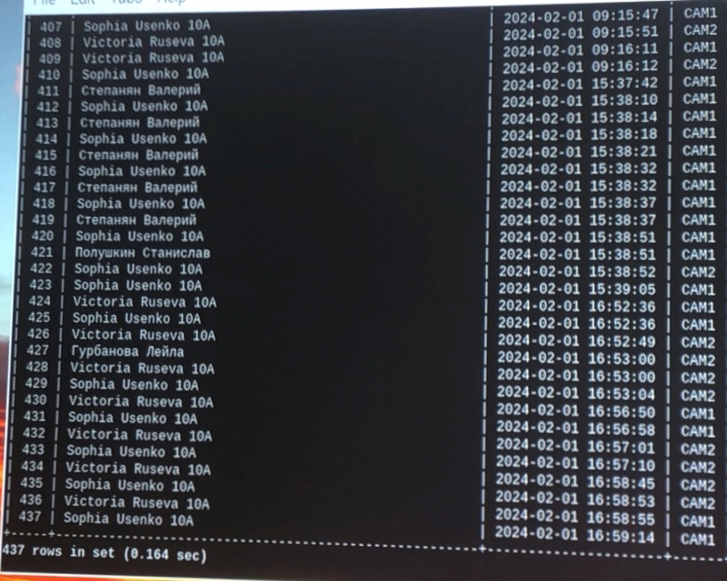 File Edit Tabs Help
| 407 | Sophia Usenko 10A | 2024-02-01 09:15:47 | CAM1
| 408 | Victoria Ruseva 10A | 2024-02-01 09:15:51 | CAM2
| 409 | Victoria Ruseva 10A | 2024-02-01 09:16:11 | CAM1
| 410 | Sophia Usenko 10A | 2024-02-01 09:16:12 | CAM2
| 411 | Степанян Валерий | 2024-02-01 15:37:42 | CAM1
| 412 | Sophia Usenko 10A | 2024-02-01 15:38:10 | CAM1
| 413 | Степанян Валерий | 2024-02-01 15:38:14 | CAM1
| 414 | Sophia Usenko 10A | 2024-02-01 15:38:18 | CAM1
| 415 | Степанян Валерий | 2024-02-01 15:38:21 | CAM1
| 416 | Sophia Usenko 10A | 2024-02-01 15:38:32 | CAM1
| 417 | Степанян Валерий | 2024-02-01 15:38:32 | CAM1
| 418 | Sophia Usenko 10A | 2024-02-01 15:38:37 | CAM1
| 419 | Степанян Валерий | 2024-02-01 15:38:37 | CAM1
| 420 | Sophia Usenko 10A | 2024-02-01 15:38:51 | CAM1
| 421 | Полушкин Станислав | 2024-02-01 15:38:51 | CAM1
| 422 | Sophia Usenko 10A | 2024-02-01 15:38:52 | CAM2
| 423 | Sophia Usenko 10A | 2024-02-01 15:39:05 | CAM1
| 424 | Victoria Ruseva 10A | 2024-02-01 16:52:36 | CAM1
| 425 | Sophia Usenko 10A | 2024-02-01 16:52:36 | CAM1
| 426 | Victoria Ruseva 10A | 2024-02-01 16:52:49 | CAM2
| 427 | Гурбанова Лейла | 2024-02-01 16:53:00 | CAM2
| 428 | Victoria Ruseva 10A | 2024-02-01 16:53:00 | CAM2
| 429 | Sophia Usenko 10A | 2024-02-01 16:53:04 | CAM2
| 430 | Victoria Ruseva 10A | 2024-02-01 16:56:50 | CAM1
| 431 | Sophia Usenko 10A | 2024-02-01 16:56:58 | CAM1
| 432 | Victoria Ruseva 10A | 2024-02-01 16:57:01 | CAM2
| 433 | Sophia Usenko 10A | 2024-02-01 16:57:10 | CAM2
| 434 | Victoria Ruseva 10A | 2024-02-01 16:58:45 | CAM2
| 435 | Sophia Usenko 10A | 2024-02-01 16:58:53 | CAM2
| 436 | Victoria Ruseva 10A | 2024-02-01 16:58:55 | CAM1
| 437 | Sophia Usenko 10A | 2024-02-01 16:59:14 | CAM1
437 rows in set (0.164 sec)